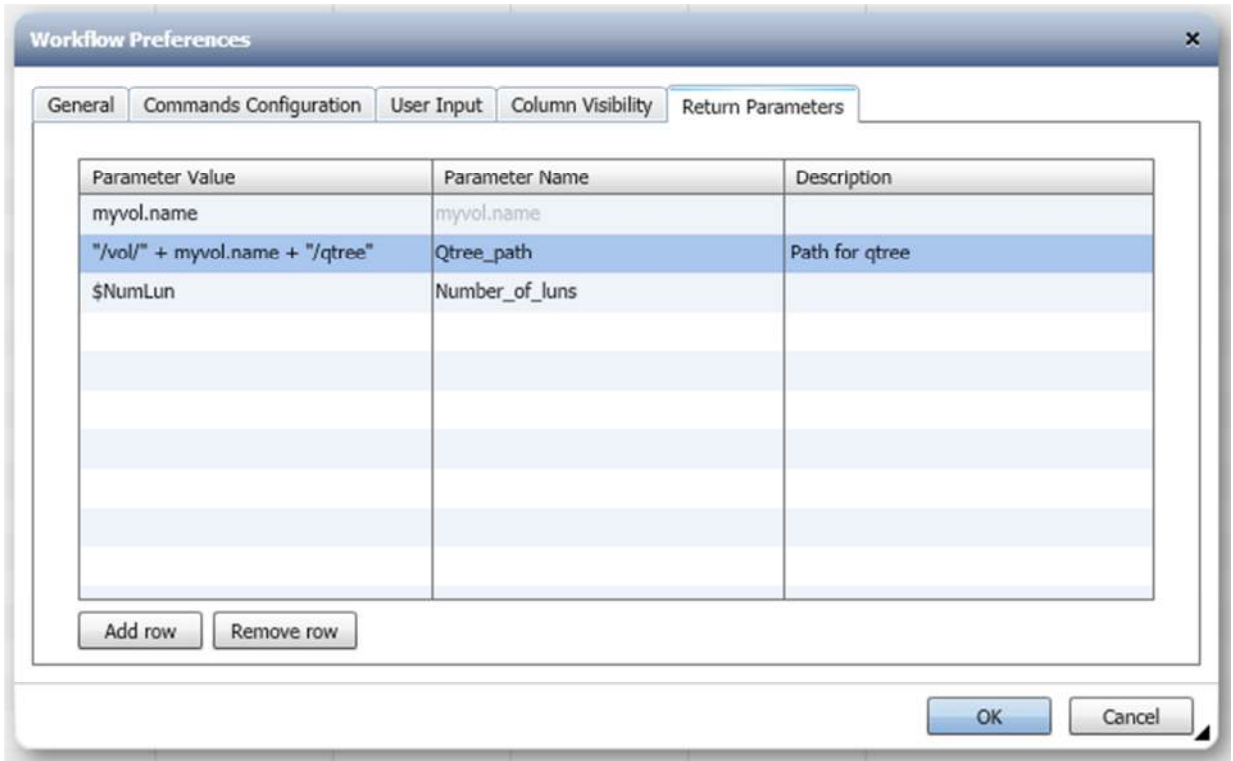 Workflow Preferences
General Commands Configuration User Input Column Visibility Return Parameters
Parameter Value Parameter Name Description
myvol.name myvol.name
"/vol/" + myvol.name + "/qtree" Qtree_path Path for qtree
$NumLun Number_of_luns
Add row Remove row
OK Cancel